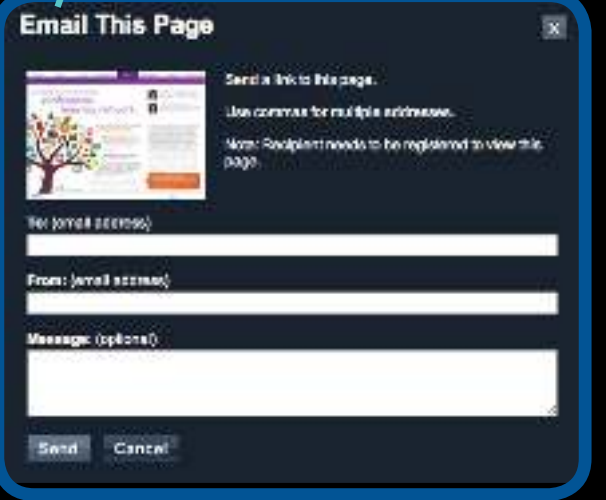 Email This Page
x
Send a link to this page.
Use commas for multiple addresses.
Note: Recipient needs to be registered to view this
page.
To: (email address)
From: (email address)
Message: (optional)
Send Cancel